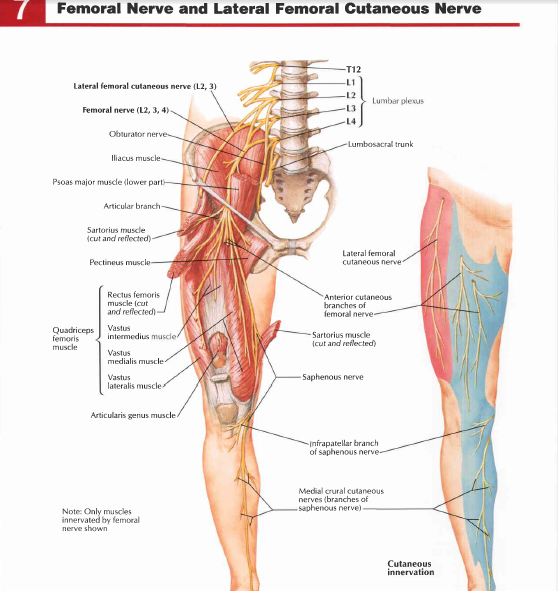 7
Femoral Nerve and Lateral Femoral Cutaneous Nerve
Lateral femoral cutaneous nerve (L2, 3)
Femoral nerve (L2, 3, 4)
Obturator nerve
Iliacus muscle
Psoas major muscle (lower part)
Articular branch
Sartorius muscle
(cut and reflected)
Pectineus muscle
Quadriceps
femoris
muscle
Rectus femoris
muscle (cut
and reflected)
Vastus
intermedius muscle
Vastus
medialis muscle
Vastus
lateralis muscle
Articularis genus muscle
Note: Only muscles
innervated by femoral
nerve shown
T12
L1
L2
L3
L4
Lumbar plexus
Lumbosacral trunk
Lateral femoral
cutaneous nerve
Anterior cutaneous
branches of
femoral nerve
Sartorius muscle
(cut and reflected)
Saphenous nerve
Infrapatellar branch
of saphenous nerve
Medial crural cutaneous
nerves (branches of
saphenous nerve)
Cutaneous
innervation